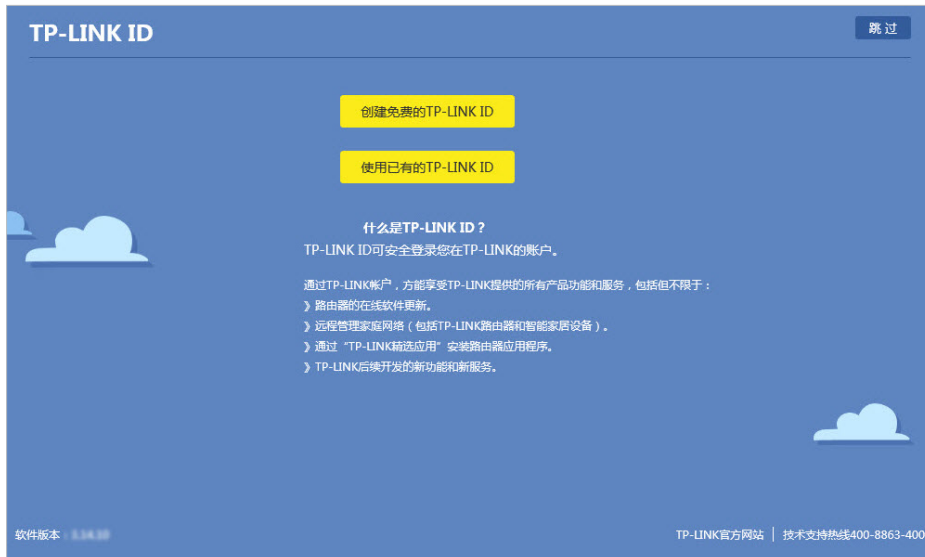 TP-LINK ID
跳 过
创建免费的TP-LINK ID
使用已有的TP-LINK ID
什么是TP-LINK ID？
TP-LINK ID可安全登录您在TP-LINK的账户。
通过TP-LINK帐户，方能享受TP-LINK提供的所有产品功能和服务，包括但不限于：
》路由器的在线软件更新。
》远程管理家庭网络（包括TP-LINK路由器和智能家居设备）。
》通过“TP-LINK精选应用”安装路由器应用程序。
》TP-LINK后续开发的新功能和新服务。
软件版本：
TP-LINK官方网站 | 技术支持热线400-8863-400